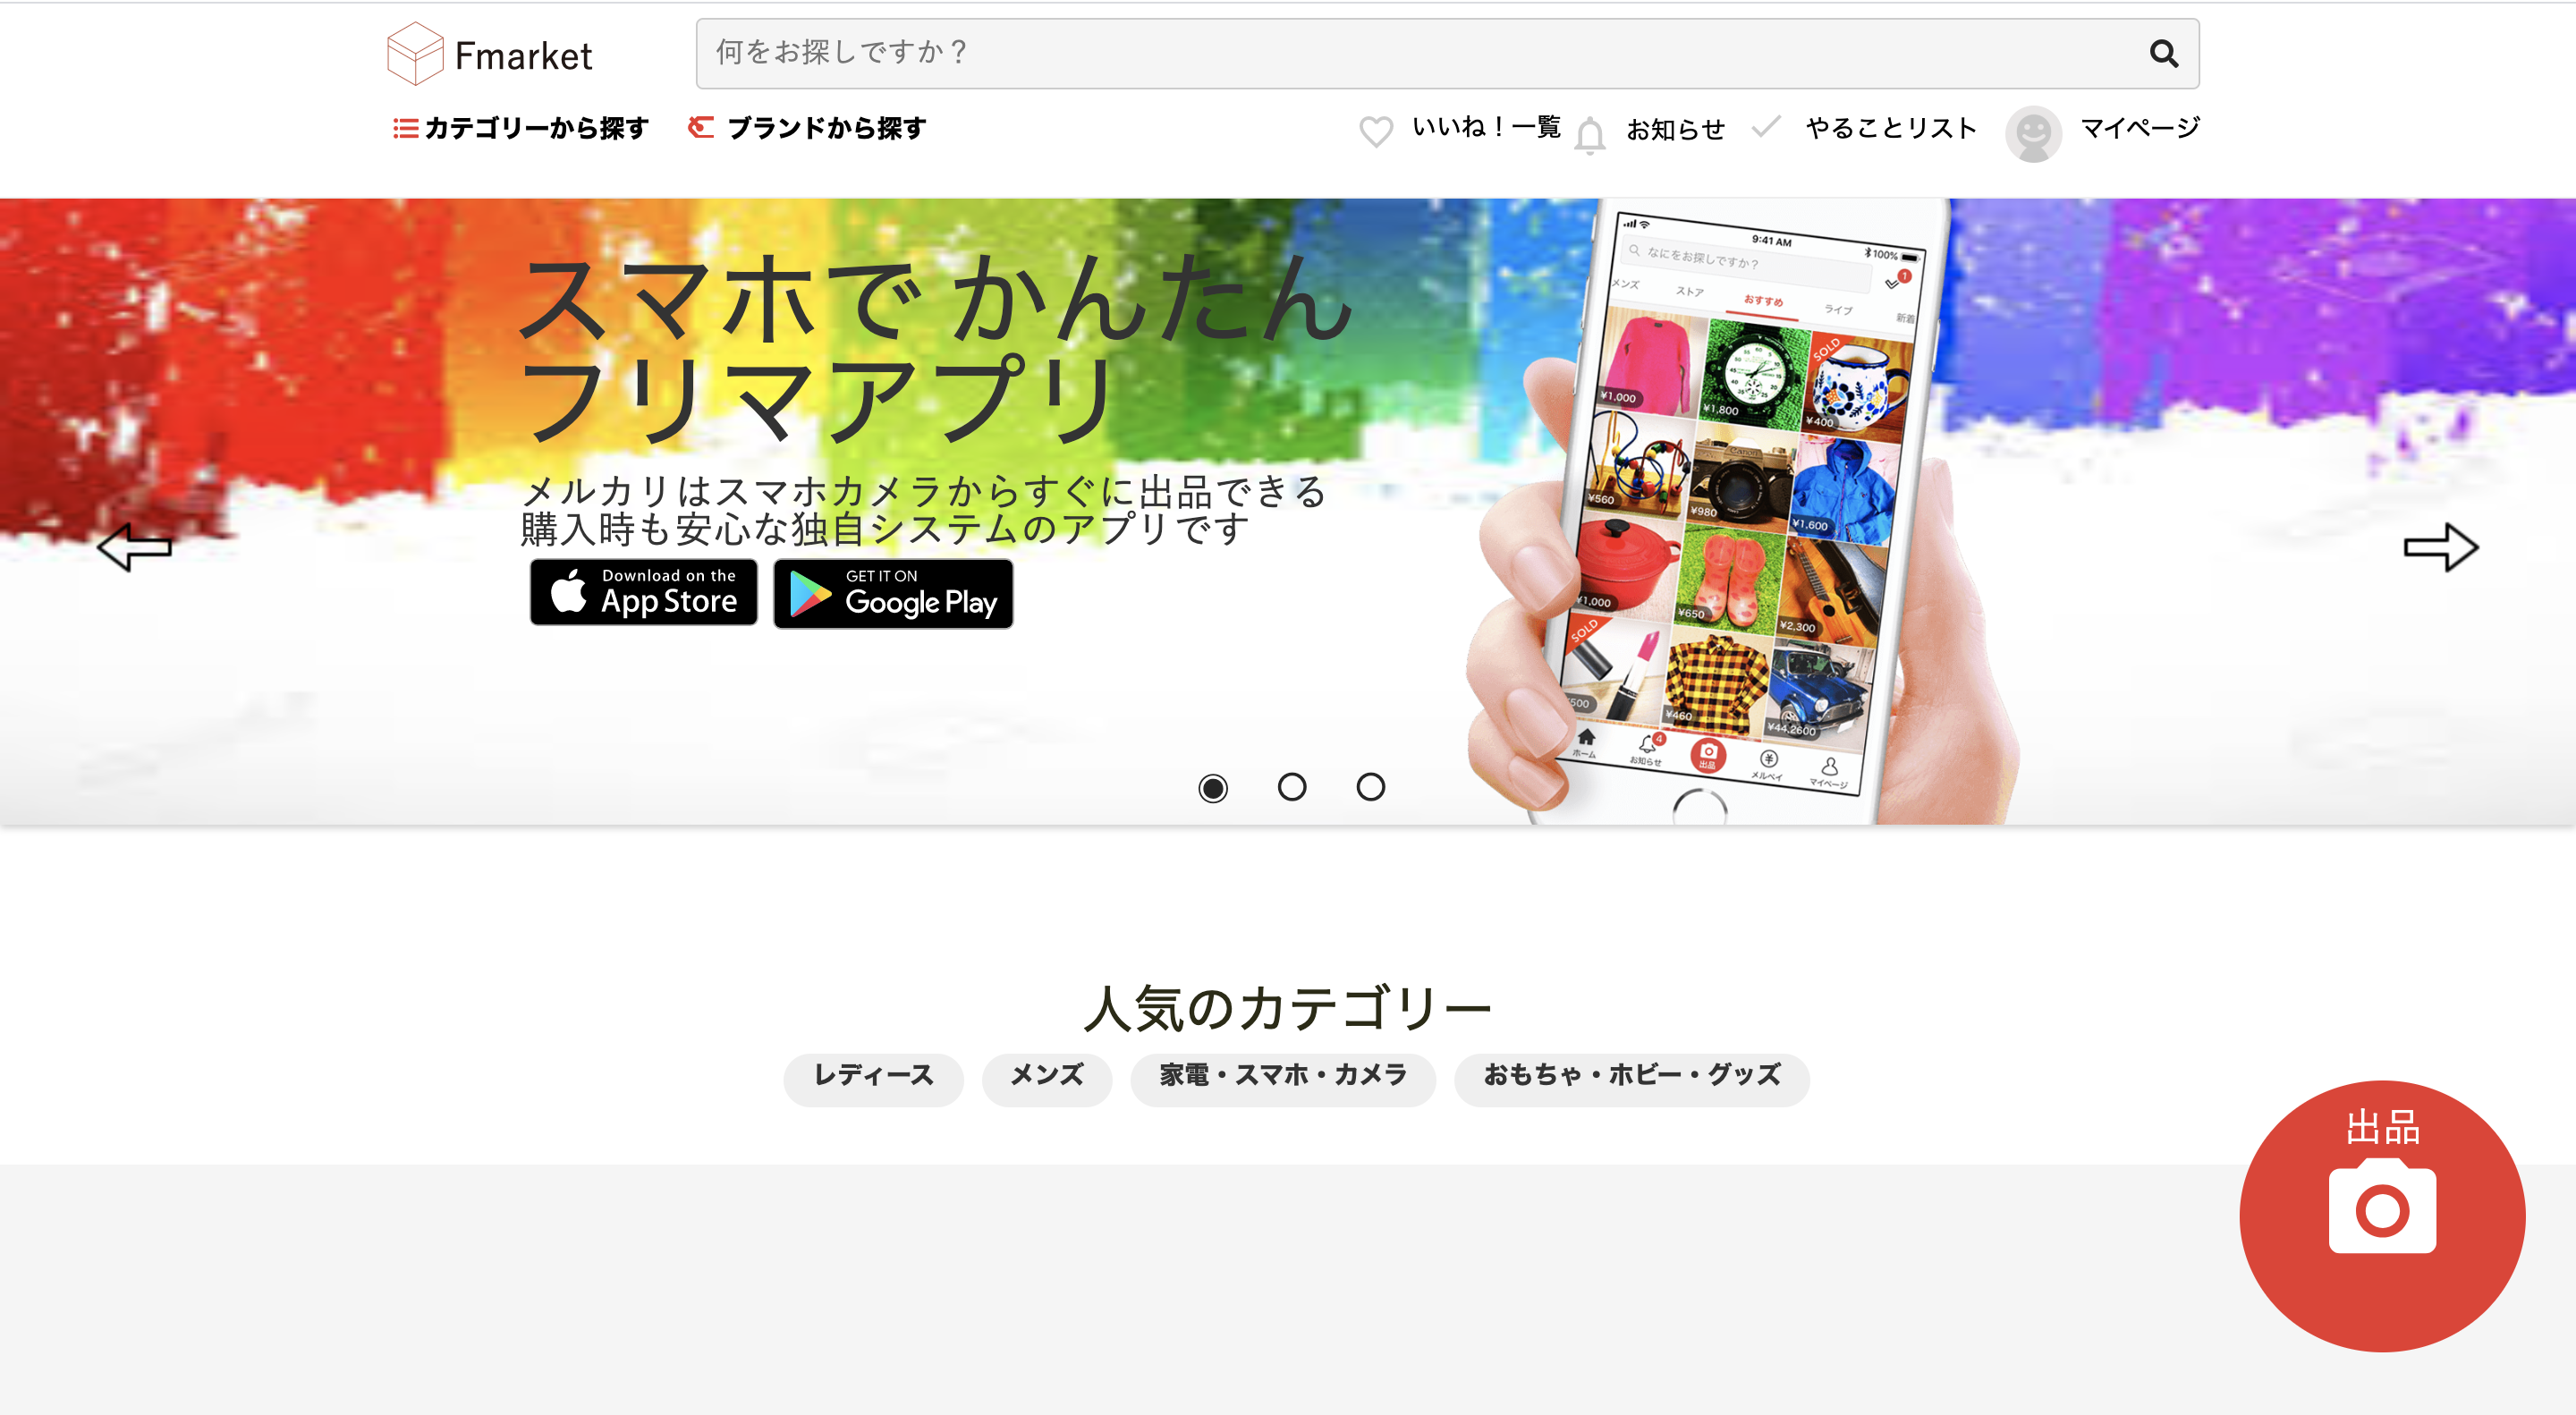 Fmarket
何をお探しですか？
カテゴリーから探す
ブランドから探す
いいね！一覧
お知らせ
やることリスト
マイページ
スマホで かんたん
フリマアプリ
メルカリはスマホカメラからすぐに出品できる
購入時も安心な独自システムのアプリです
Download on the
App Store
GET IT ON
Google Play
9:41 AM
100%
なにをお探しですか？
1
メンズ
ストア
おすすめ
ライブ
新着
¥1,000
¥1,800
SOLD
¥400
¥560
Canon
¥980
¥1,600
¥1,000
¥650
¥2,300
SOLD
500
¥460
¥44,2600
ホーム
4
お知らせ
出品
メルペイ
マイページ
人気のカテゴリー
レディース
メンズ
家電・スマホ・カメラ
おもちゃ・ホビー・グッズ
出品